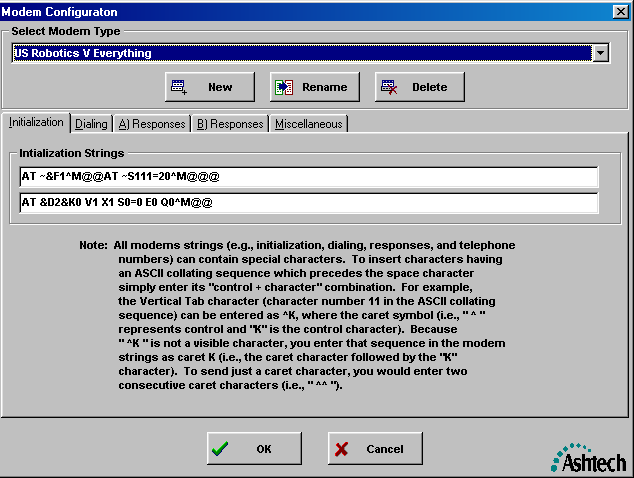 Modem Configuraton
Select Modem Type
US Robotics V Everything
New Rename Delete
Initialization Dialing A) Responses B) Responses Miscellaneous
Intialization Strings
AT ~&F1^M@@AT ~S111=20^M@@@
AT &D2&K0 V1 X1 S0=0 E0 Q0^M@@
Note: All modems strings (e.g., initialization, dialing, responses, and telephone
numbers) can contain special characters. To insert characters having
an ASCII collating sequence which precedes the space character
simply enter its "control + character" combination. For example,
the Vertical Tab character (character number 11 in the ASCII collating
sequence) can be entered as ^K, where the caret symbol (i.e., " ^ "
represents control and "K" is the control character). Because
" ^K " is not a visible character, you enter that sequence in the modem
strings as caret K (i.e., the caret character followed by the "K"
character). To send just a caret character, you would enter two
consecutive caret characters (i.e., " ^^ ").
OK Cancel
Ashtech